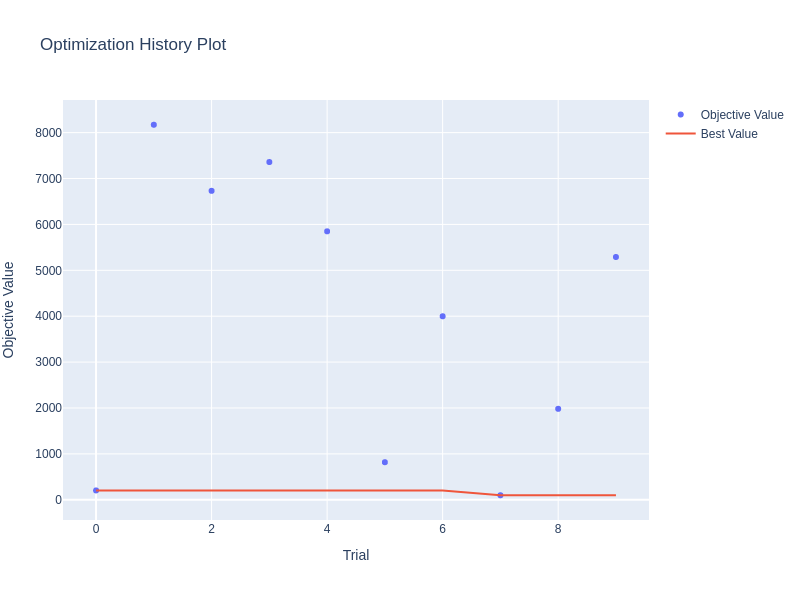 Optimization History Plot
Objective Value
Best Value
8000
7000
6000
5000
4000
3000
2000
1000
0
Objective Value
0 2 4 6 8
Trial